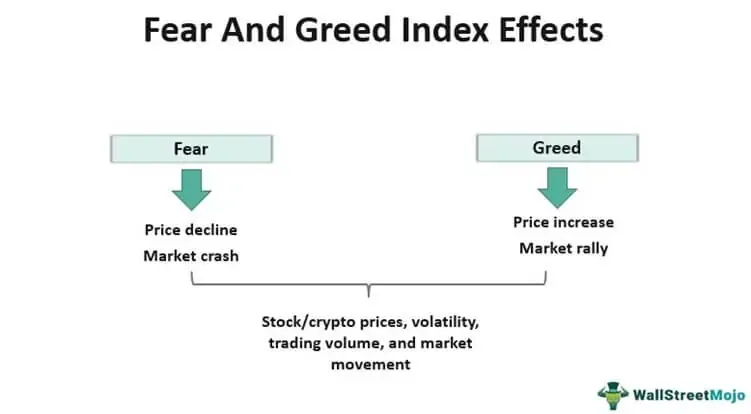 Fear And Greed Index Effects
Fear
Greed
Price decline
Market crash
Price increase
Market rally
Stock/crypto prices, volatility,
trading volume, and market
movement
WallStreetMojo